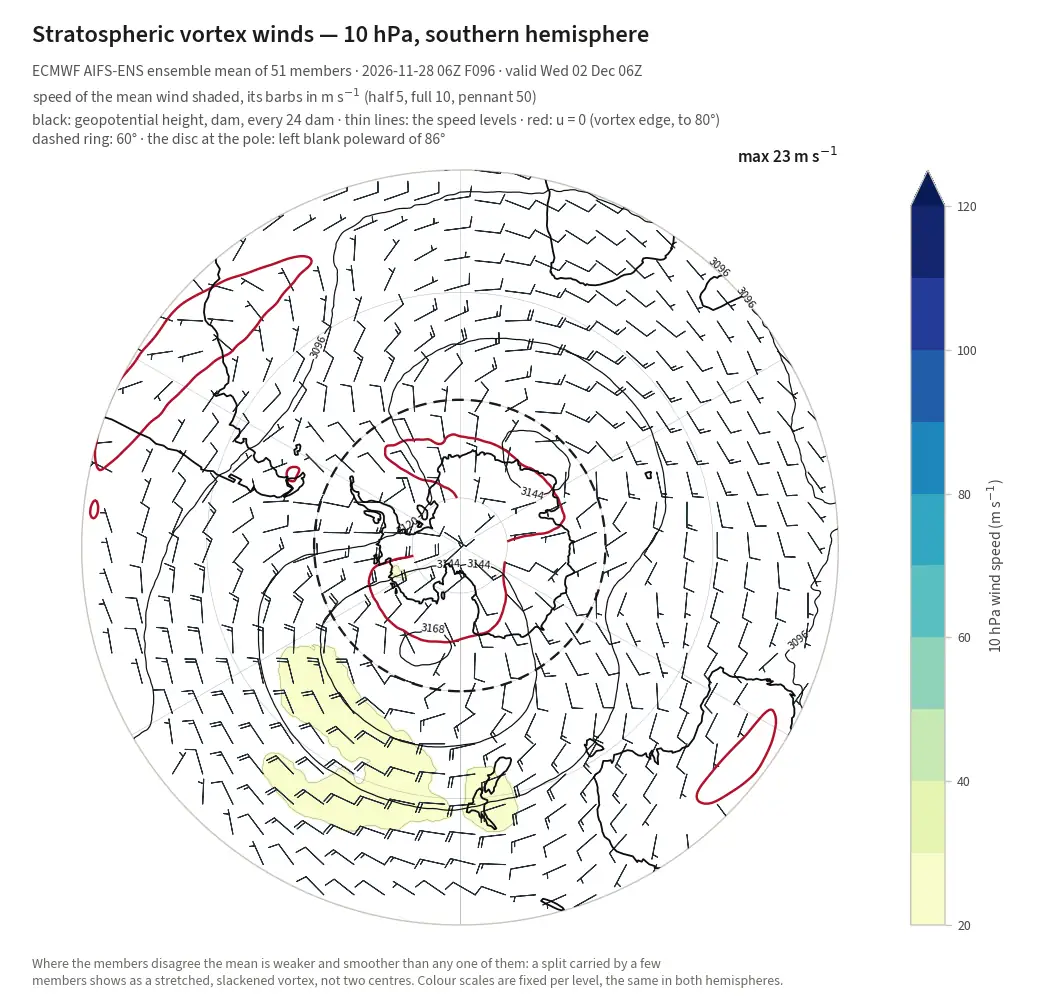 Stratospheric vortex winds — 10 hPa, southern hemisphere
ECMWF AIFS-ENS ensemble mean of 51 members · 2026-11-28 06Z F096 · valid Wed 02 Dec 06Z
speed of the mean wind shaded, its barbs in m s⁻¹ (half 5, full 10, pennant 50)
black: geopotential height, dam, every 24 dam · thin lines: the speed levels · red: u = 0 (vortex edge, to 80°)
dashed ring: 60° · the disc at the pole: left blank poleward of 86°
max 23 m s⁻¹
120
100
80
60
40
20
10 hPa wind speed (m s⁻¹)
3096
3096
3096
3144
3144
3144
3168
3096
Where the members disagree the mean is weaker and smoother than any one of them: a split carried by a few
members shows as a stretched, slackened vortex, not two centres. Colour scales are fixed per level, the same in both hemispheres.